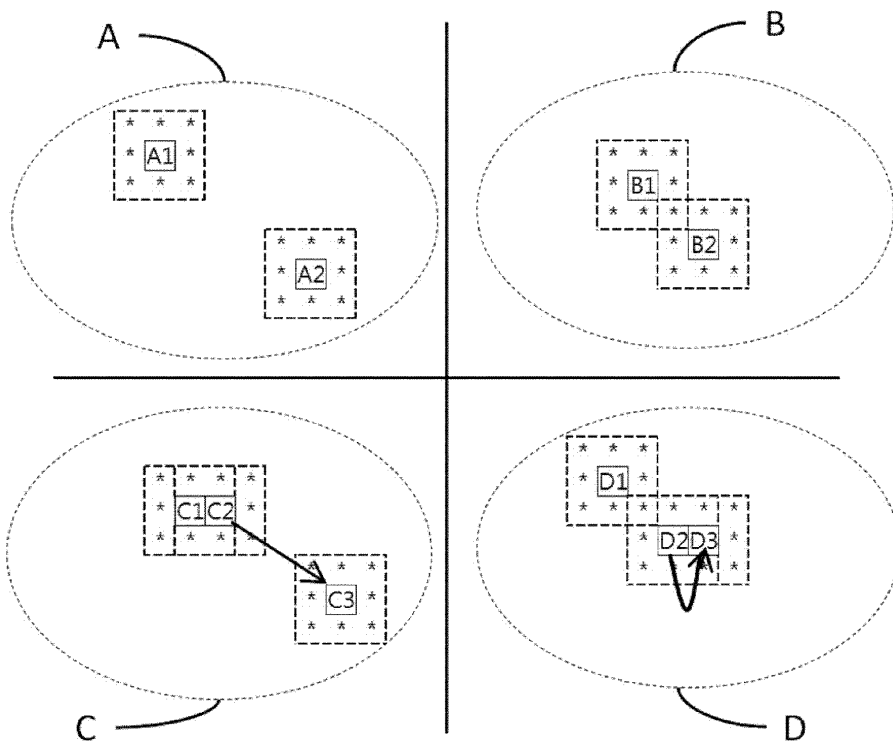 A
B
* * *
* A1 *
* * *
* * *
* A2 *
* * *
* * *
* B1 *
* * * * *
* B2 *
* * *
* * * *
* C1 C2 *
* * * *
* * *
* C3 *
* * *
* * *
* D1 *
* * * * * *
* D2 D3 *
* * * *
C
D